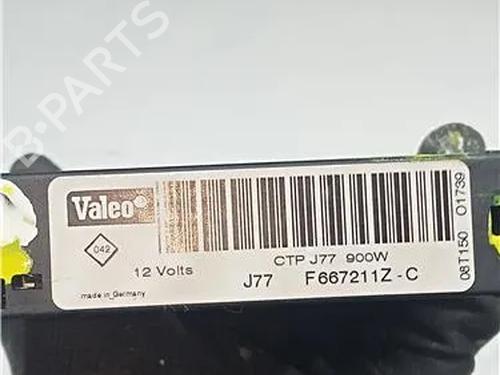 B-PARTS
Valeo
042
12 Volts
made in Germany
CTP J77 900W
J77 F667211Z - C
08T150 01739